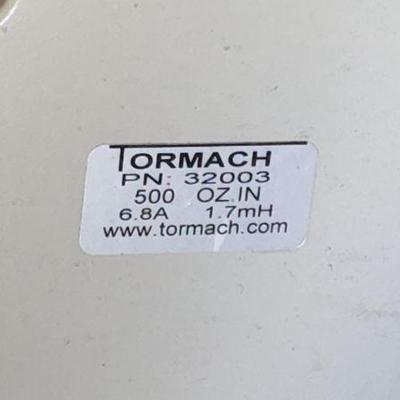 TORMACH
PN: 32003
500 OZ.IN
6.8A 1.7mH
www.tormach.com